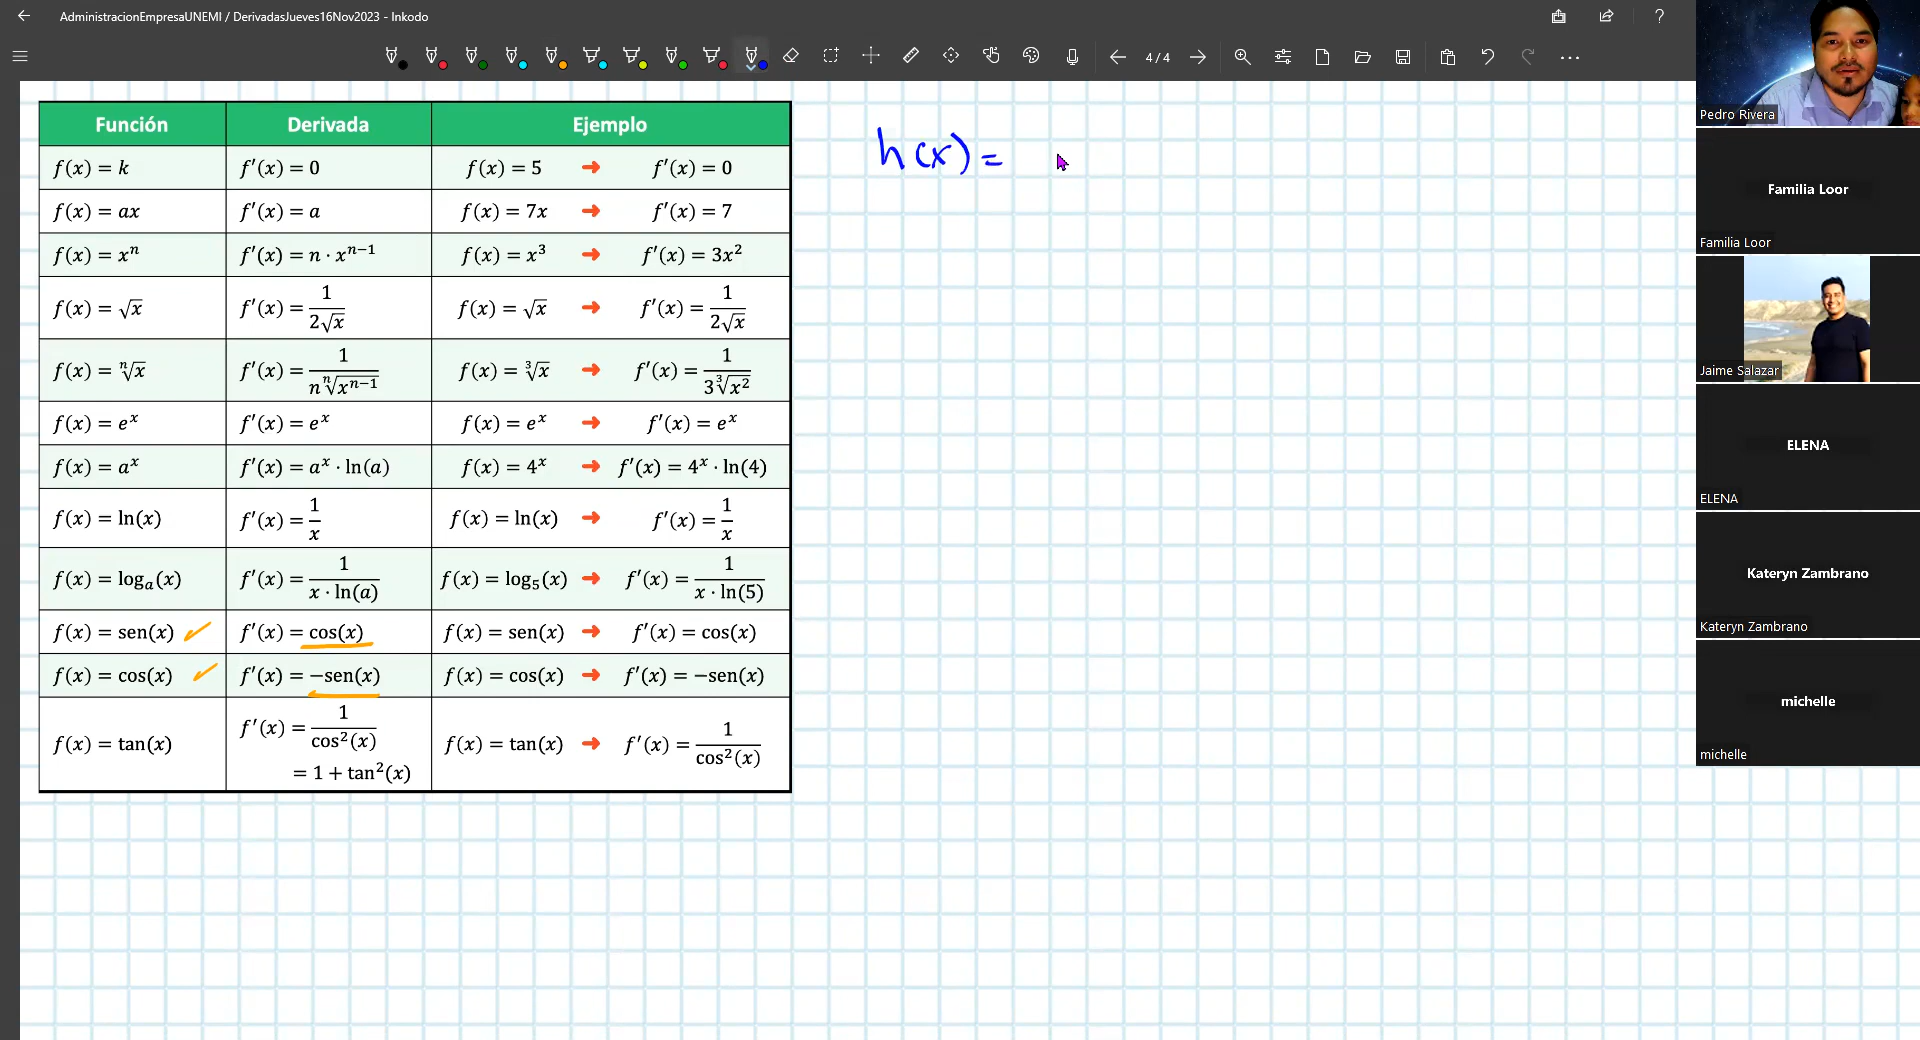 AdministracionEmpresaUNEMI / DerivadasJueves16Nov2023 - Inkodo
?
4 / 4
Función Derivada Ejemplo
f(x) = k f′(x) = 0 f(x) = 5 ➜ f′(x) = 0
f(x) = ax f′(x) = a f(x) = 7x ➜ f′(x) = 7
f(x) = xⁿ f′(x) = n · xⁿ⁻¹ f(x) = x³ ➜ f′(x) = 3x²
f(x) = √x f′(x) = 1/(2√x) f(x) = √x ➜ f′(x) = 1/(2√x)
f(x) = ⁿ√x f′(x) = 1/(n ⁿ√(xⁿ⁻¹)) f(x) = ³√x ➜ f′(x) = 1/(3 ³√(x²))
f(x) = eˣ f′(x) = eˣ f(x) = eˣ ➜ f′(x) = eˣ
f(x) = aˣ f′(x) = aˣ · ln(a) f(x) = 4ˣ ➜ f′(x) = 4ˣ · ln(4)
f(x) = ln(x) f′(x) = 1/x f(x) = ln(x) ➜ f′(x) = 1/x
f(x) = logₐ(x) f′(x) = 1/(x · ln(a)) f(x) = log₅(x) ➜ f′(x) = 1/(x · ln(5))
f(x) = sen(x) f′(x) = cos(x) f(x) = sen(x) ➜ f′(x) = cos(x)
f(x) = cos(x) f′(x) = −sen(x) f(x) = cos(x) ➜ f′(x) = −sen(x)
f(x) = tan(x) f′(x) = 1/cos²(x) = 1 + tan²(x) f(x) = tan(x) ➜ f′(x) = 1/cos²(x)
h(x) =
Pedro Rivera
Familia Loor
Familia Loor
Jaime Salazar
ELENA
ELENA
Kateryn Zambrano
Kateryn Zambrano
michelle
michelle